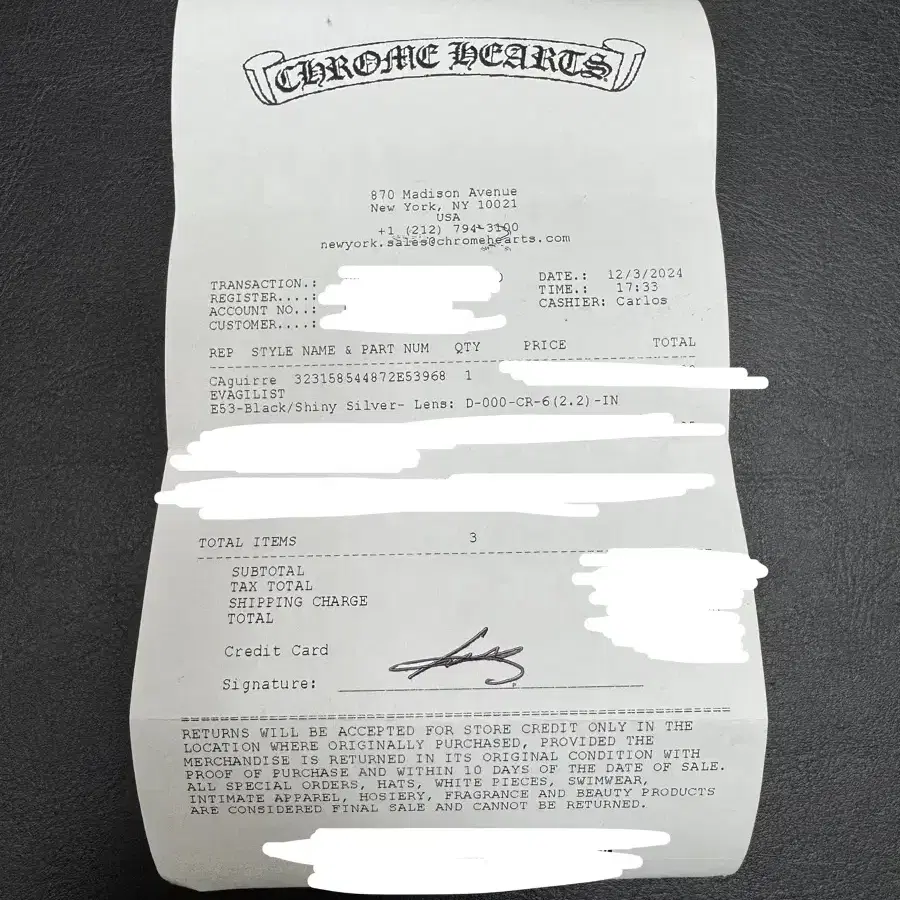 CHROME HEARTS
870 Madison Avenue
New York, NY 10021
USA
+1 (212) 794-3100
newyork.sales@chromehearts.com
TRANSACTION.:
REGISTER....:
ACCOUNT NO..:
CUSTOMER....:
DATE.: 12/3/2024
TIME.: 17:33
CASHIER: Carlos
REP STYLE NAME & PART NUM QTY PRICE TOTAL
CAguirre 323158544872E53968 1
EVAGILIST
E53-Black/Shiny Silver- Lens: D-000-CR-6(2.2)-IN
TOTAL ITEMS 3
SUBTOTAL
TAX TOTAL
SHIPPING CHARGE
TOTAL
Credit Card
Signature:
RETURNS WILL BE ACCEPTED FOR STORE CREDIT ONLY IN THE
LOCATION WHERE ORIGINALLY PURCHASED, PROVIDED THE
MERCHANDISE IS RETURNED IN ITS ORIGINAL CONDITION WITH
PROOF OF PURCHASE AND WITHIN 10 DAYS OF THE DATE OF SALE.
ALL SPECIAL ORDERS, HATS, WHITE PIECES, SWIMWEAR,
INTIMATE APPAREL, HOSIERY, FRAGRANCE AND BEAUTY PRODUCTS
ARE CONSIDERED FINAL SALE AND CANNOT BE RETURNED.